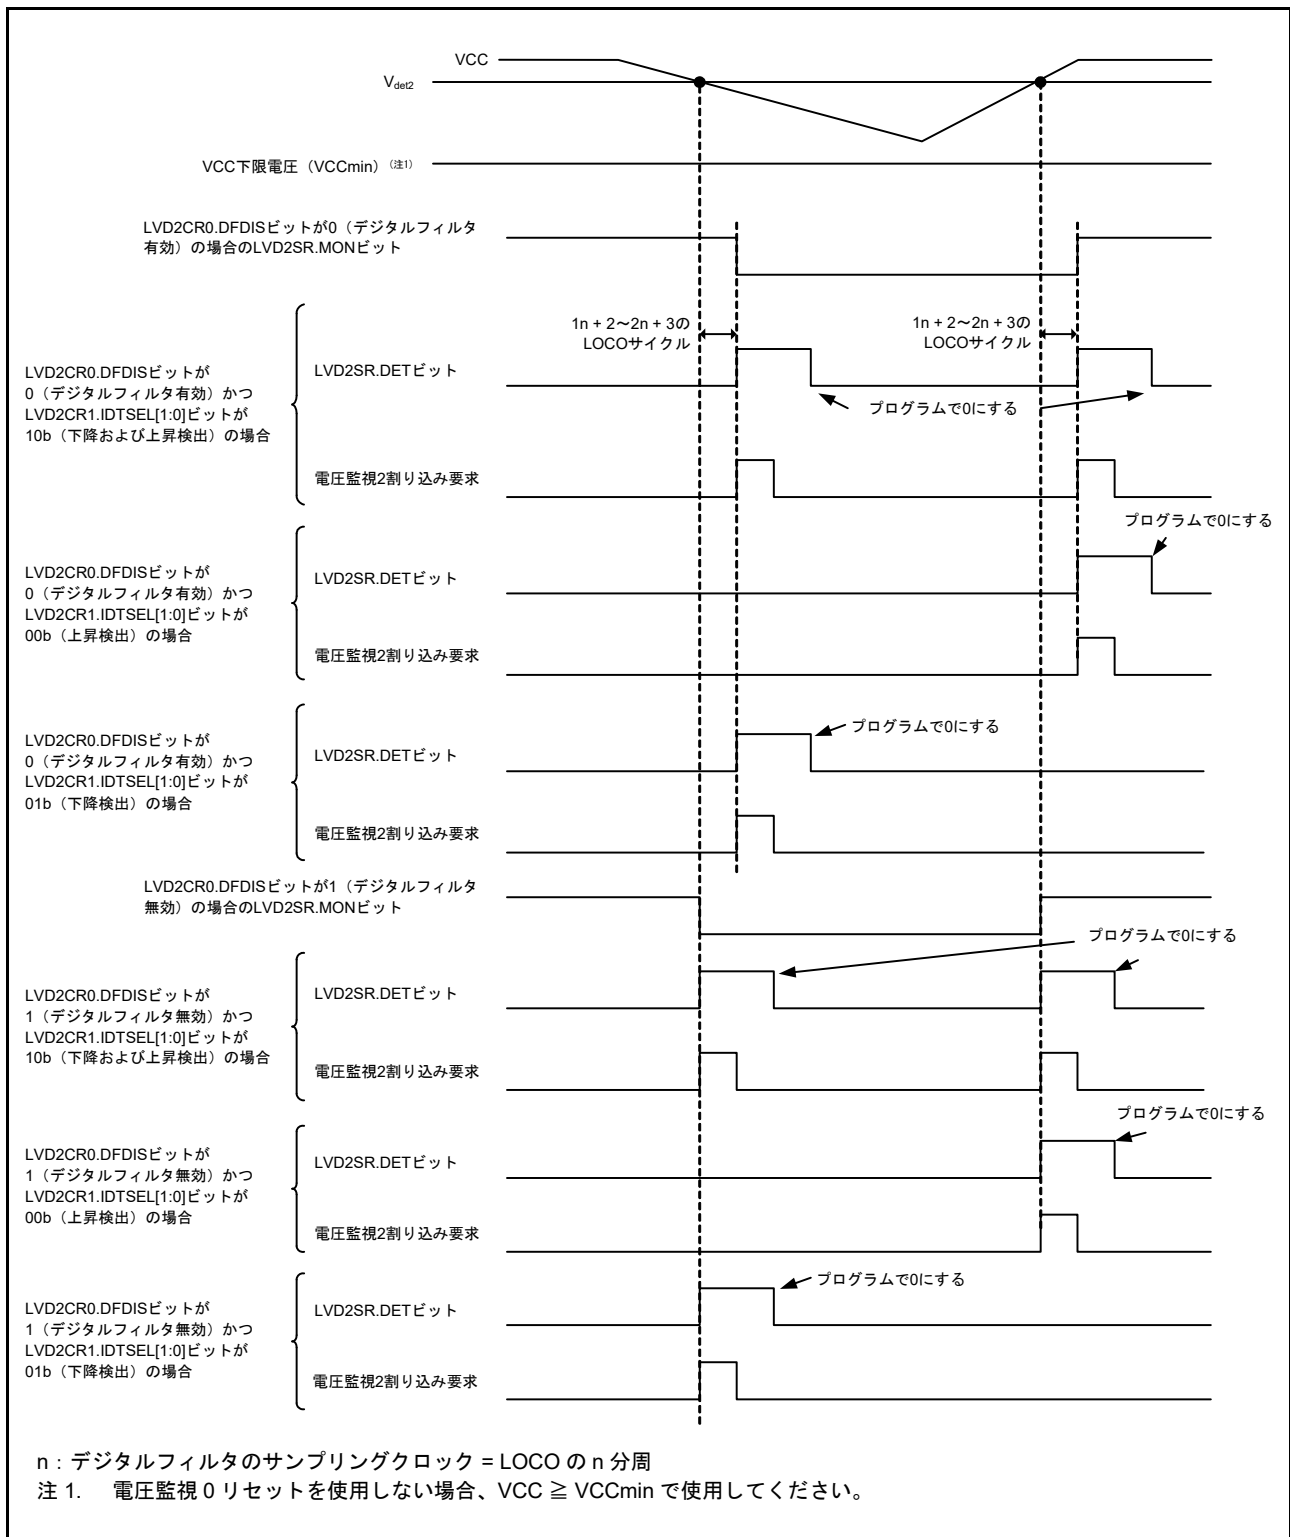 VCC
Vdet2
VCC下限電圧（VCCmin）（注1）
LVD2CR0.DFDISビットが0（デジタルフィルタ
有効）の場合のLVD2SR.MONビット
1n + 2～2n + 3の
LOCOサイクル
1n + 2～2n + 3の
LOCOサイクル
LVD2CR0.DFDISビットが
0（デジタルフィルタ有効）かつ
LVD2CR1.IDTSEL[1:0]ビットが
10b（下降および上昇検出）の場合
LVD2SR.DETビット
プログラムで0にする
電圧監視2割り込み要求
プログラムで0にする
LVD2CR0.DFDISビットが
0（デジタルフィルタ有効）かつ
LVD2CR1.IDTSEL[1:0]ビットが
00b（上昇検出）の場合
LVD2SR.DETビット
電圧監視2割り込み要求
LVD2CR0.DFDISビットが
0（デジタルフィルタ有効）かつ
LVD2CR1.IDTSEL[1:0]ビットが
01b（下降検出）の場合
LVD2SR.DETビット
プログラムで0にする
電圧監視2割り込み要求
LVD2CR0.DFDISビットが1（デジタルフィルタ
無効）の場合のLVD2SR.MONビット
プログラムで0にする
LVD2CR0.DFDISビットが
1（デジタルフィルタ無効）かつ
LVD2CR1.IDTSEL[1:0]ビットが
10b（下降および上昇検出）の場合
LVD2SR.DETビット
電圧監視2割り込み要求
プログラムで0にする
LVD2CR0.DFDISビットが
1（デジタルフィルタ無効）かつ
LVD2CR1.IDTSEL[1:0]ビットが
00b（上昇検出）の場合
LVD2SR.DETビット
電圧監視2割り込み要求
LVD2CR0.DFDISビットが
1（デジタルフィルタ無効）かつ
LVD2CR1.IDTSEL[1:0]ビットが
01b（下降検出）の場合
プログラムで0にする
LVD2SR.DETビット
電圧監視2割り込み要求
n：デジタルフィルタのサンプリングクロック = LOCO の n 分周
注 1. 電圧監視 0 リセットを使用しない場合、VCC ≧ VCCmin で使用してください。